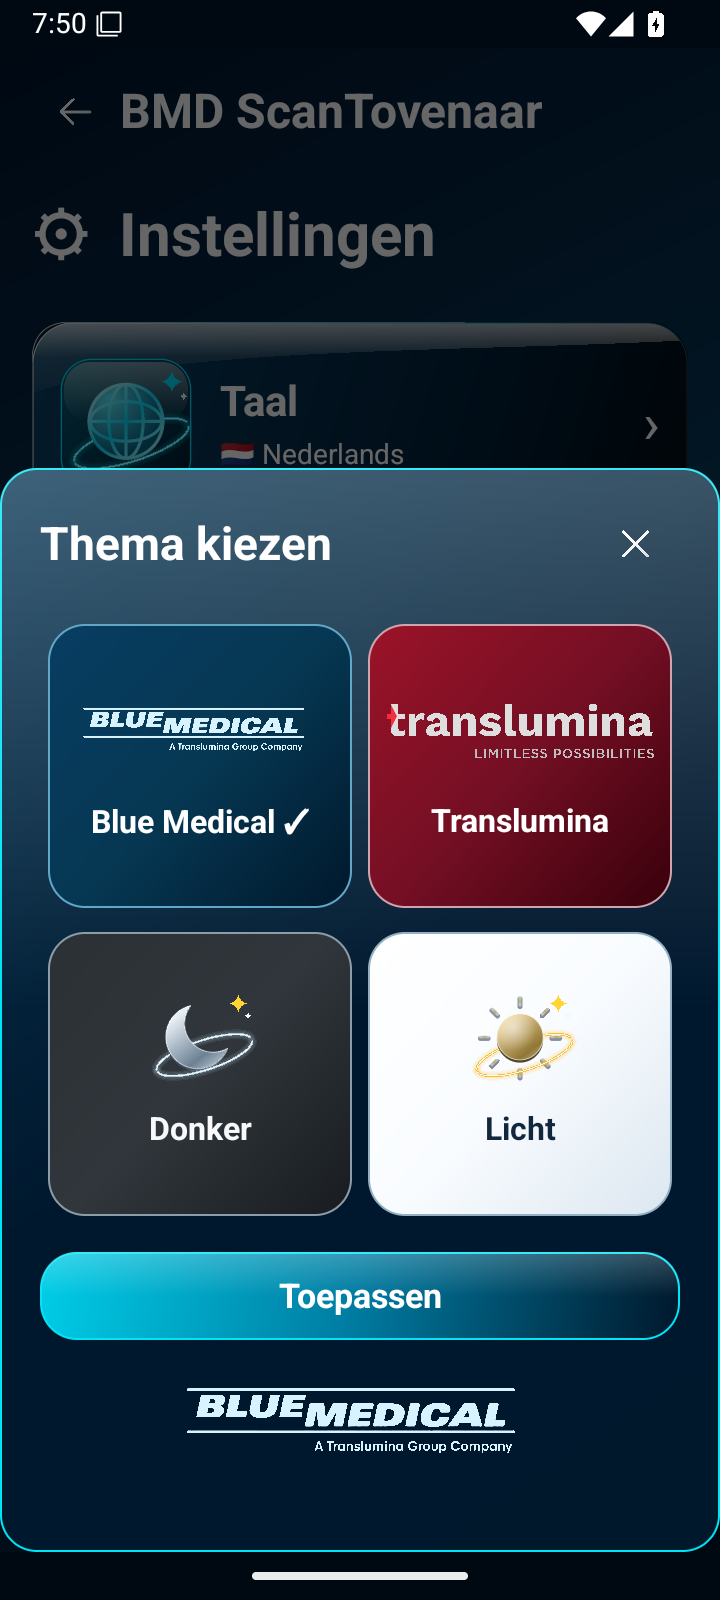 7:50
BMD ScanTovenaar
Instellingen
Taal
Nederlands
Thema kiezen
BLUEMEDICAL
A Translumina Group Company
Blue Medical ✓
translumina
LIMITLESS POSSIBILITIES
Translumina
Donker
Licht
Toepassen
BLUEMEDICAL
A Translumina Group Company